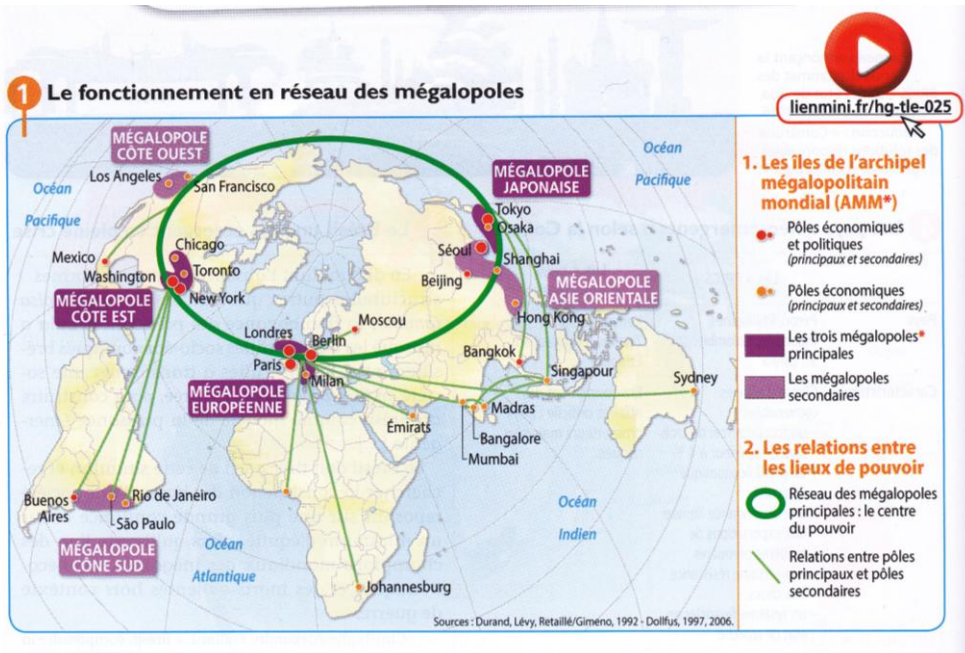 lienmini.fr/hg-tle-025
1 Le fonctionnement en réseau des mégalopoles
MÉGALOPOLE
CÔTE OUEST
Los Angeles
San Francisco
Océan
Pacifique
Mexico
Chicago
Washington
Toronto
New York
MÉGALOPOLE
CÔTE EST
Londres
Berlin
Moscou
Paris
Milan
MÉGALOPOLE
EUROPÉENNE
Océan
Pacifique
MÉGALOPOLE
JAPONAISE
Tokyo
Osaka
Séoul
Shanghai
Beijing
MÉGALOPOLE
ASIE ORIENTALE
Hong Kong
Bangkok
Singapour
Sydney
Émirats
Madras
Bangalore
Mumbai
Buenos
Aires
Rio de Janeiro
São Paulo
MÉGALOPOLE
CÔNE SUD
Océan
Atlantique
Océan
Indien
Johannesburg
Sources : Durand, Lévy, Retaillé/Gimeno, 1992 - Dollfus, 1997, 2006.
1. Les îles de l'archipel
mégalopolitain
mondial (AMM*)
Pôles économiques
et politiques
(principaux et secondaires)
Pôles économiques
(principaux et secondaires)
Les trois mégalopoles*
principales
Les mégalopoles
secondaires
2. Les relations entre
les lieux de pouvoir
Réseau des mégalopoles
principales : le centre
du pouvoir
Relations entre pôles
principaux et pôles
secondaires